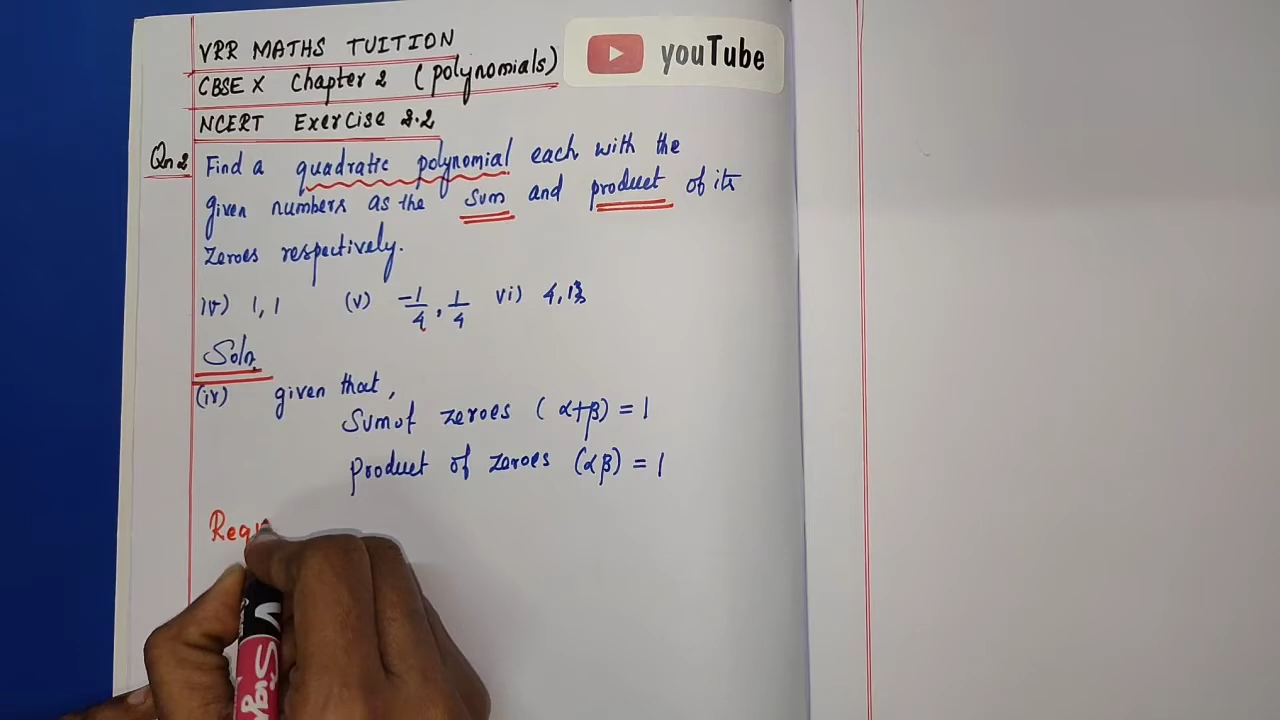 VRR MATHS TUITION
youTube
CBSE X Chapter 2 (polynomials)
NCERT Exercise 2.2
Qn 2 Find a quadratic polynomial each with the
given numbers as the sum and product of its
zeroes respectively.
iv) 1, 1 (v) -1/4, 1/4 vi) 4, 1
Soln.
(iv) given that,
Sum of zeroes (α+β) = 1
product of zeroes (αβ) = 1
Requ